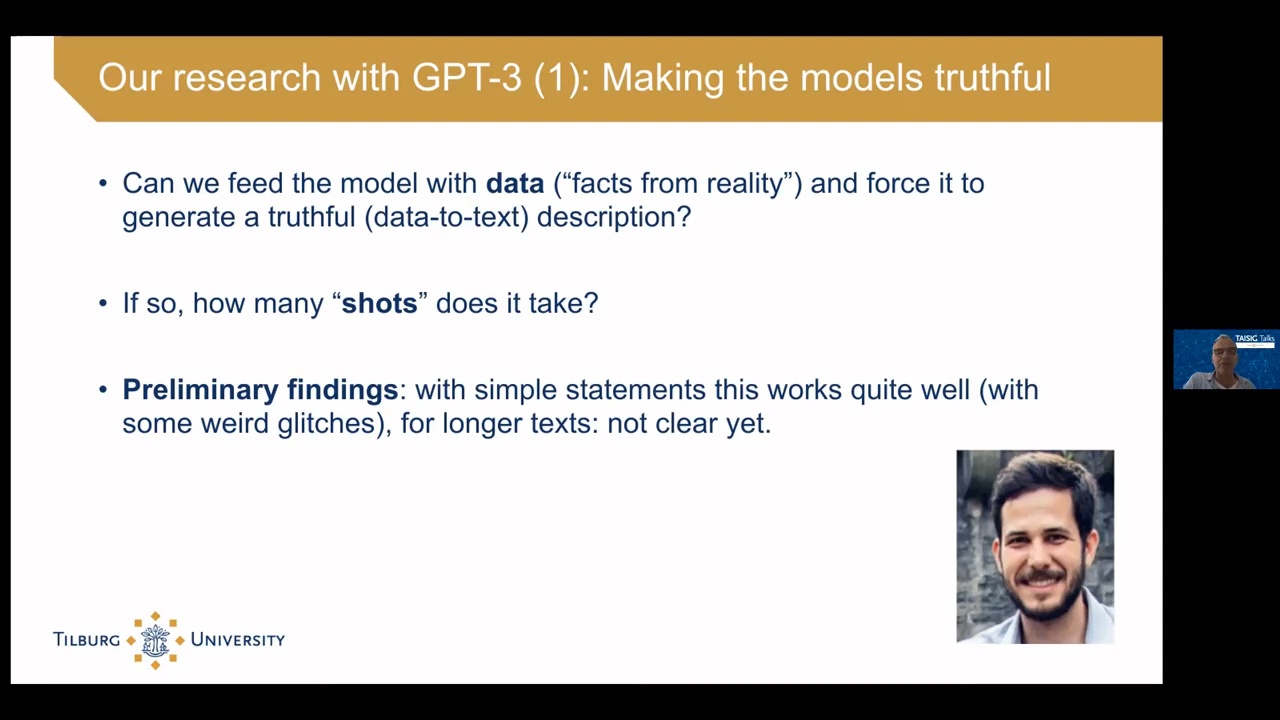 Our research with GPT-3 (1): Making the models truthful
• Can we feed the model with data (“facts from reality”) and force it to
generate a truthful (data-to-text) description?
• If so, how many “shots” does it take?
• Preliminary findings: with simple statements this works quite well (with
some weird glitches), for longer texts: not clear yet.
TILBURG UNIVERSITY
TAISIG Talks